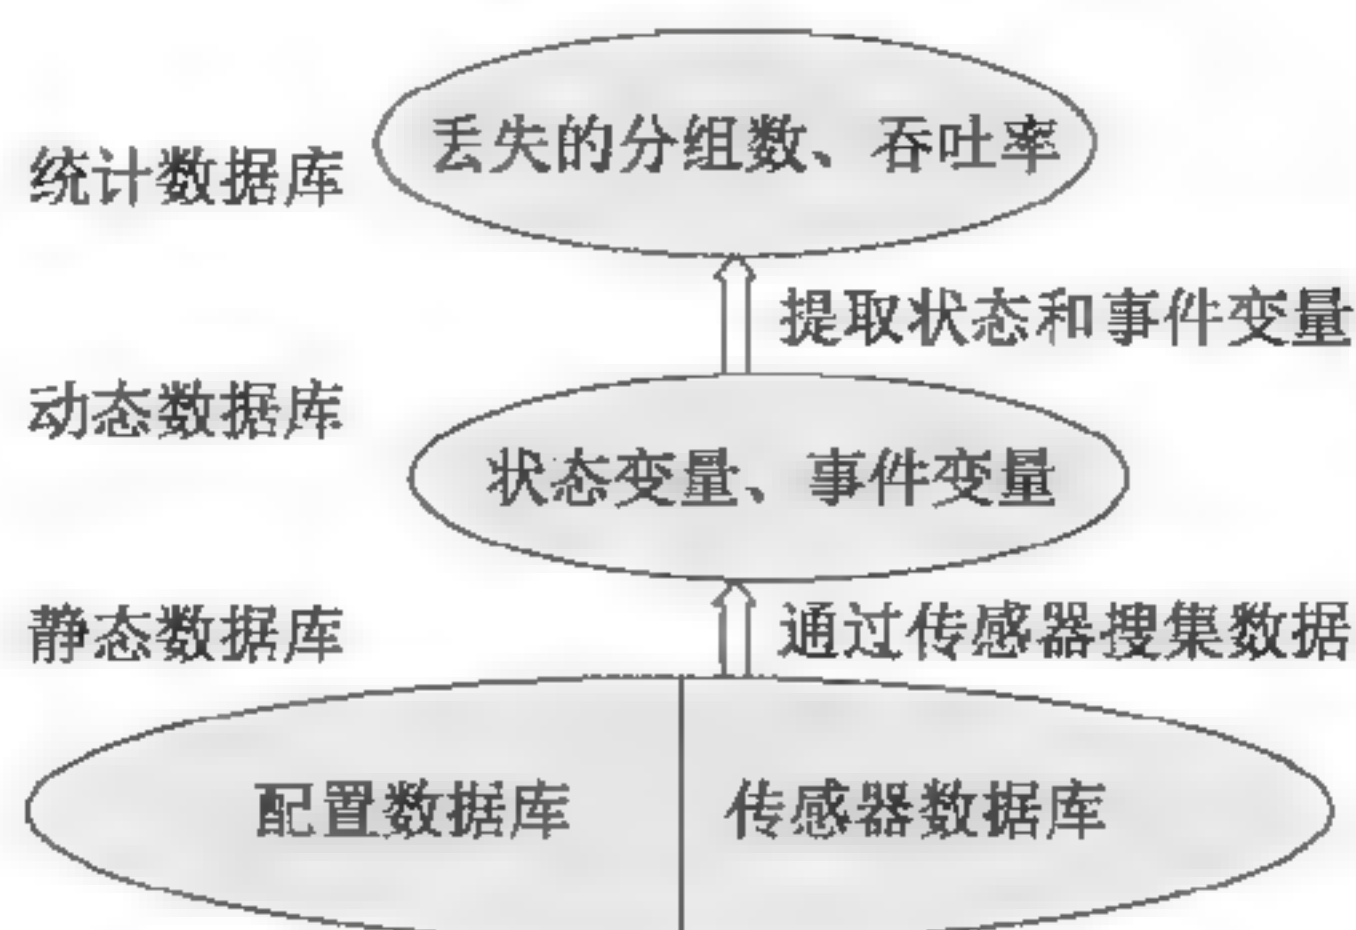 丢失的分组数、吞吐率
统计数据库
提取状态和事件变量
动态数据库
状态变量、事件变量
静态数据库
通过传感器搜集数据
配置数据库
传感器数据库